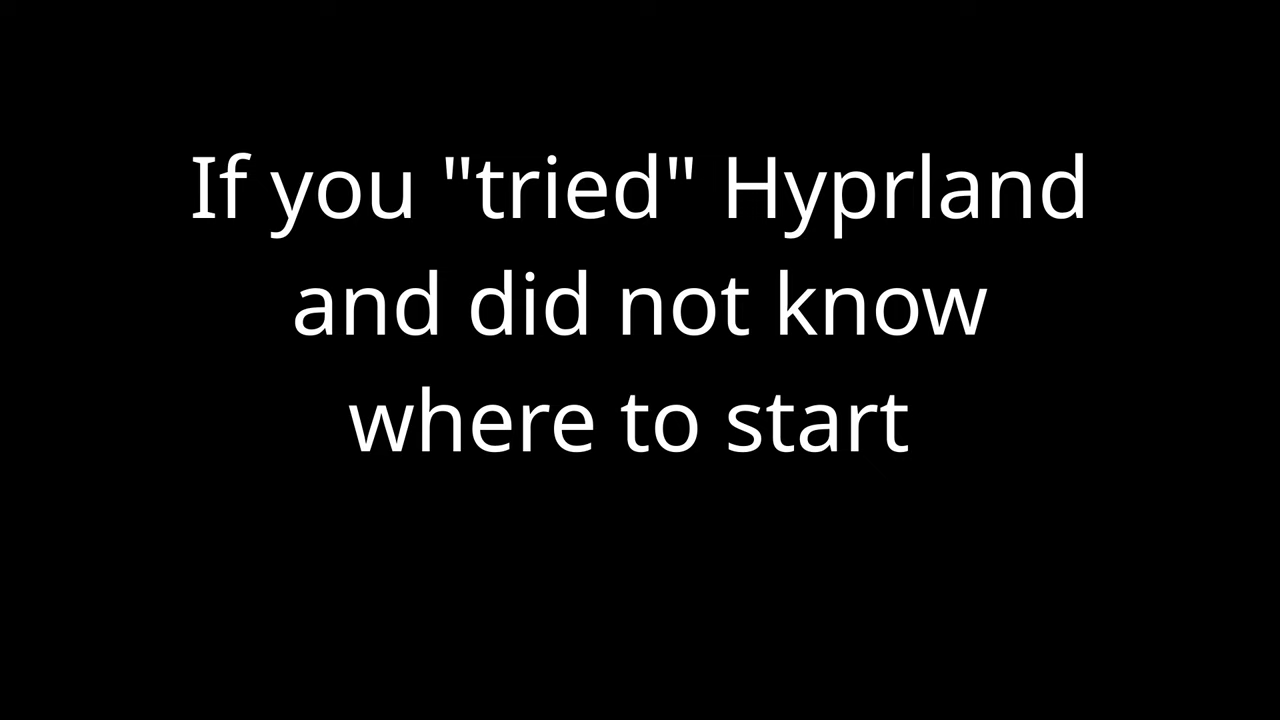 If you "tried" Hyprland
and did not know
where to start